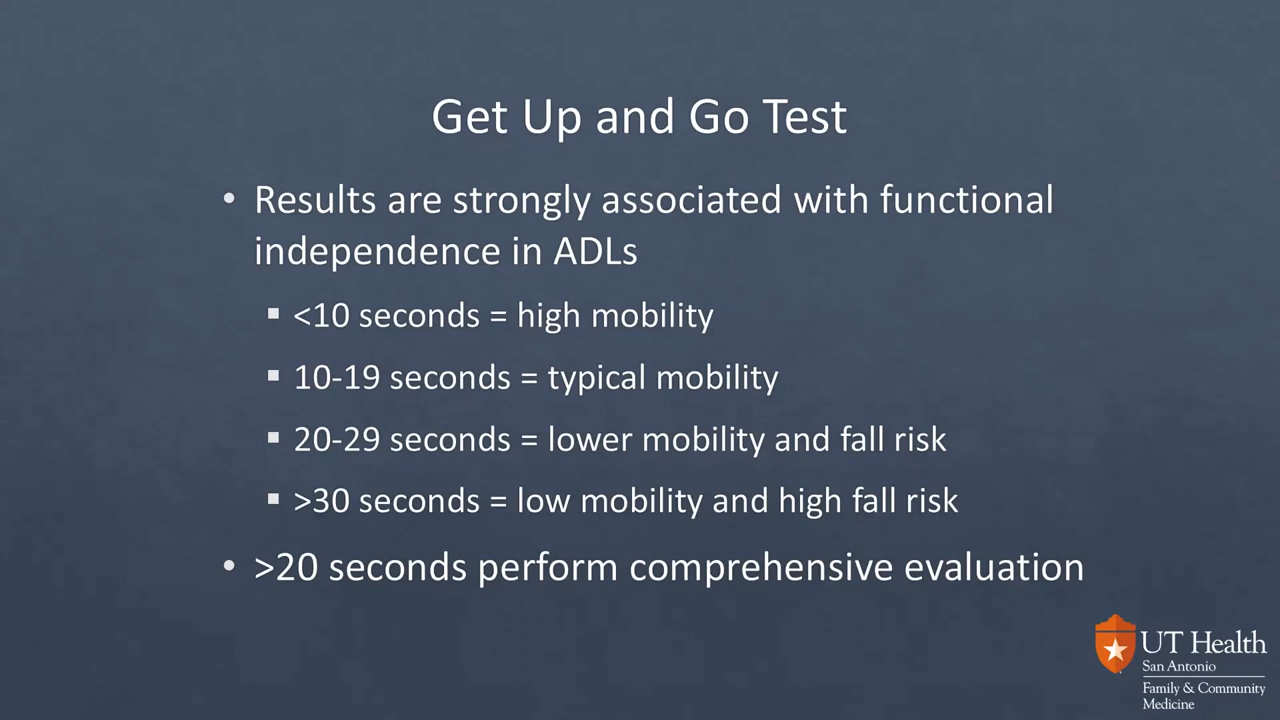 Get Up and Go Test
• Results are strongly associated with functional
independence in ADLs
▪ <10 seconds = high mobility
▪ 10-19 seconds = typical mobility
▪ 20-29 seconds = lower mobility and fall risk
▪ >30 seconds = low mobility and high fall risk
• >20 seconds perform comprehensive evaluation
UT Health
San Antonio
Family & Community
Medicine